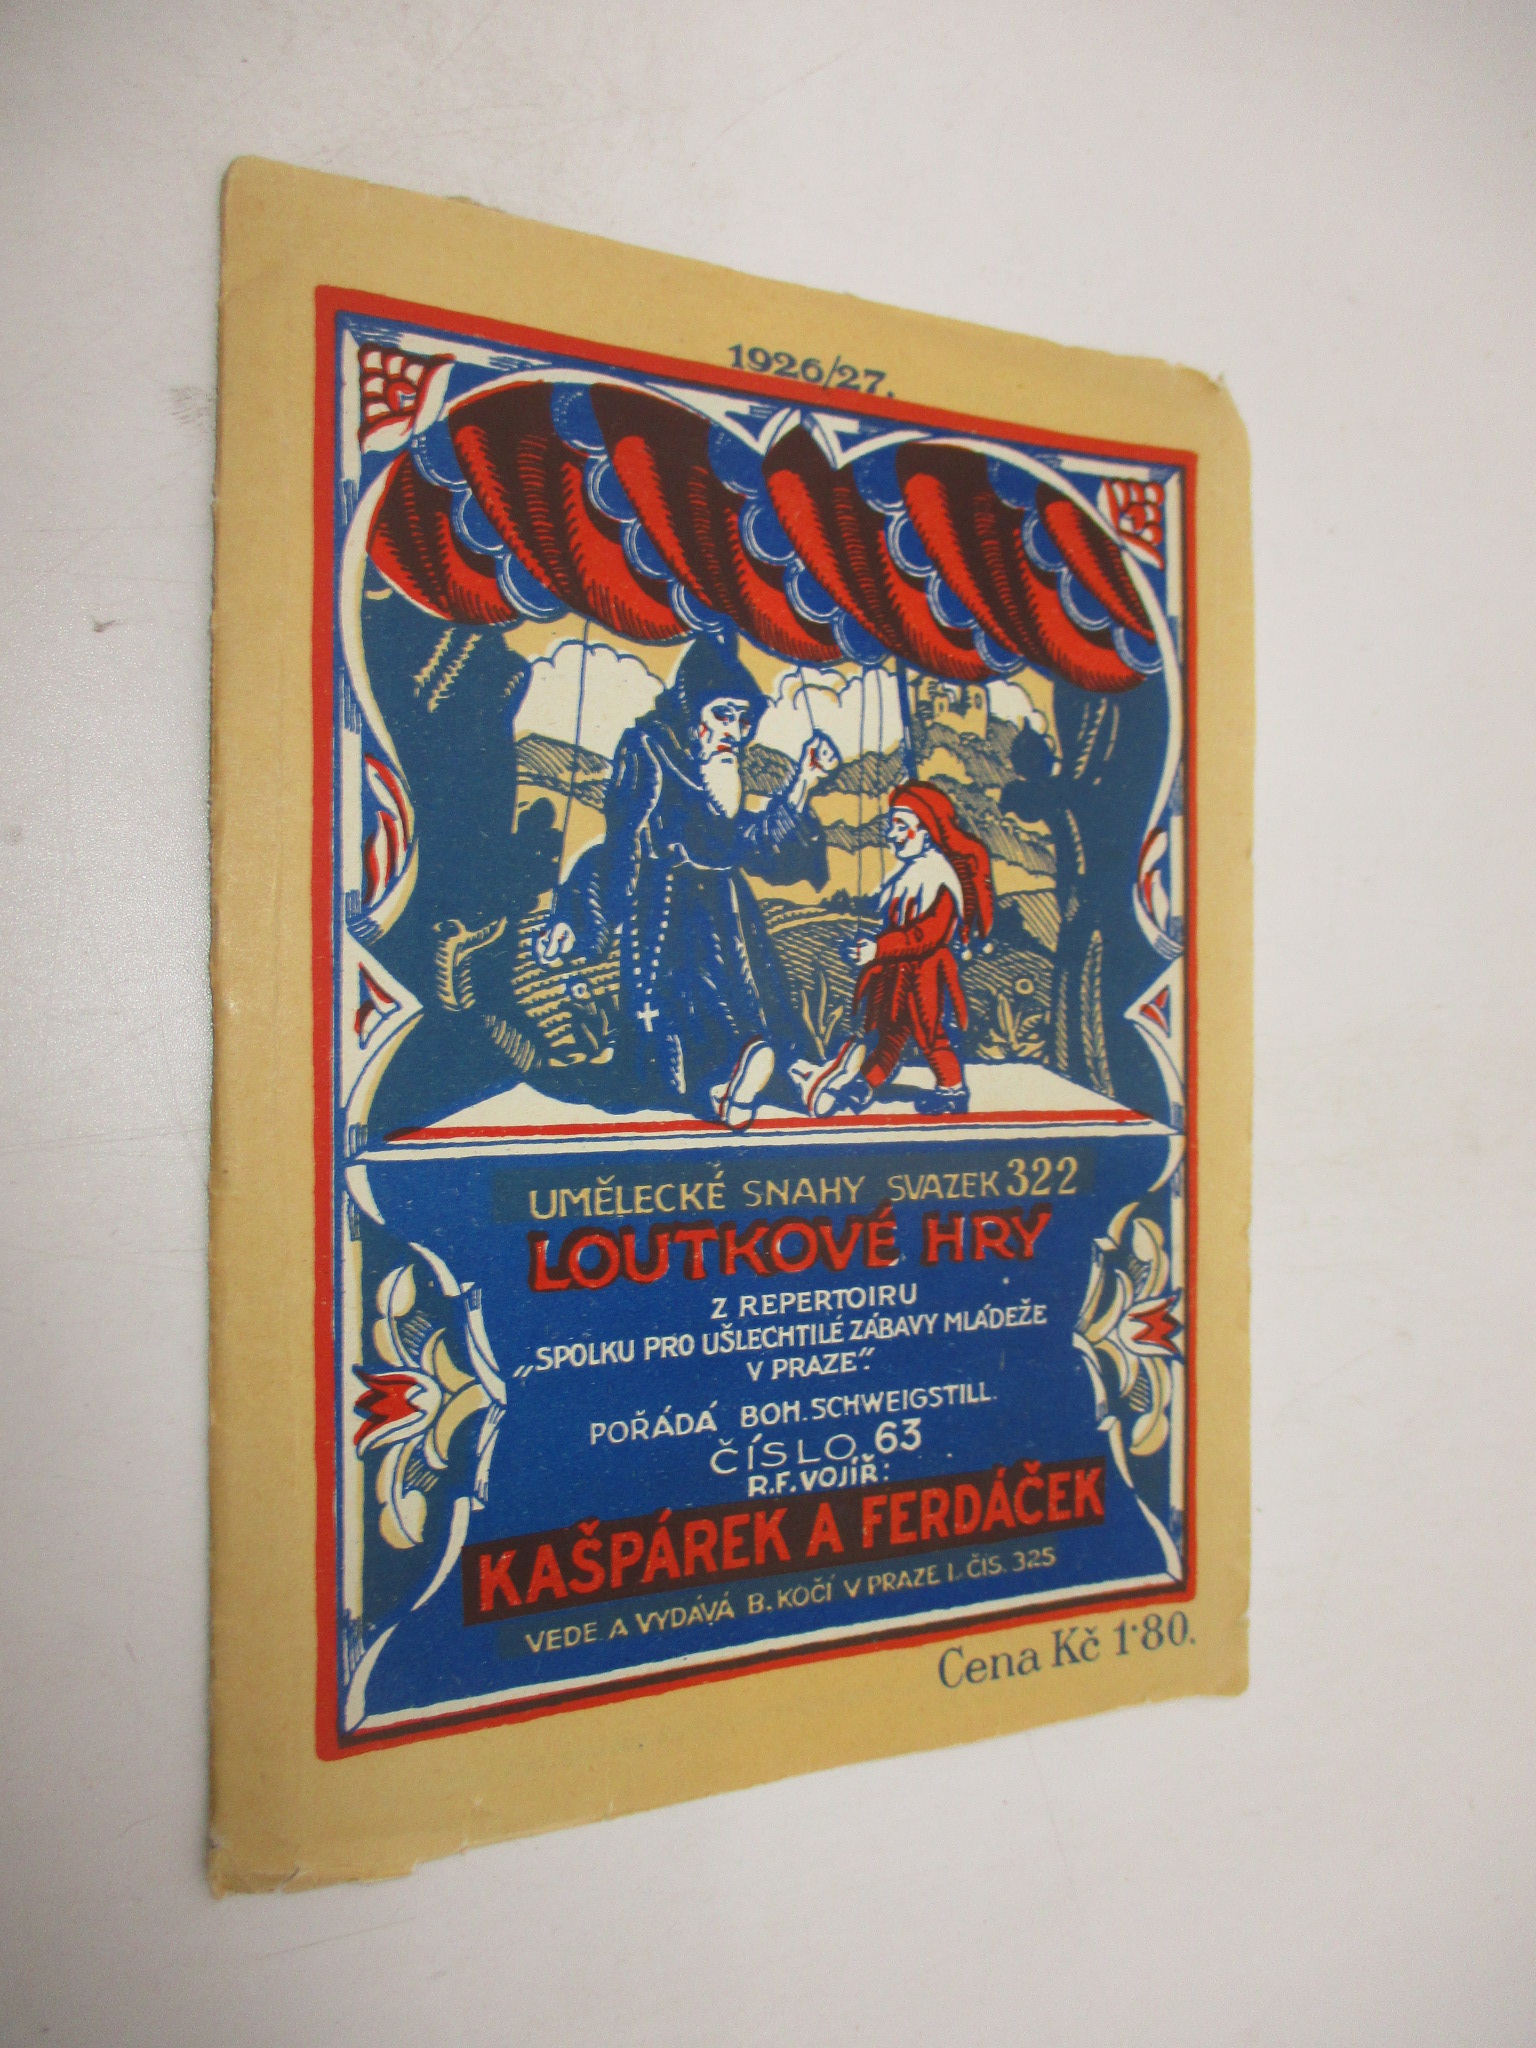 1926/27.
UMĚLECKÉ SNAHY SVAZEK 322
LOUTKOVÉ HRY
Z REPERTOIRU
„SPOLKU PRO UŠLECHTILÉ ZÁBAVY MLÁDEŽE
V PRAZE“.
POŘÁDÁ BOH. SCHWEIGSTILL.
ČÍSLO 63
R.F. VOJÍŘ:
KAŠPÁREK A FERDÁČEK
VEDE A VYDÁVÁ B. KOČÍ V PRAZE I. ČÍS. 325
Cena Kč 1·80.